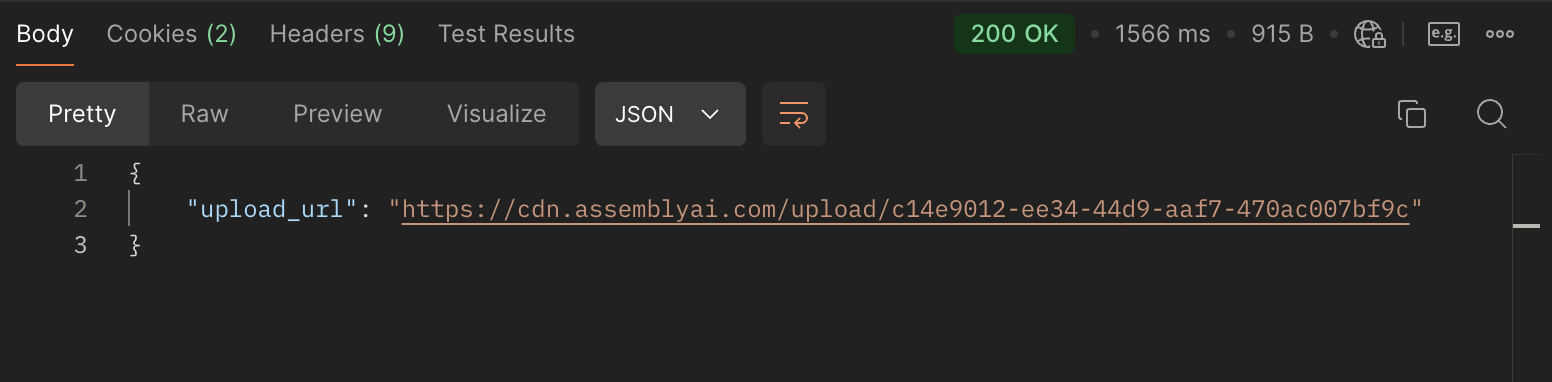 Body Cookies (2) Headers (9) Test Results 200 OK • 1566 ms • 915 B • e.g.
Pretty Raw Preview Visualize JSON
1 {
2 "upload_url": "https://cdn.assemblyai.com/upload/c14e9012-ee34-44d9-aaf7-470ac007bf9c"
3 }